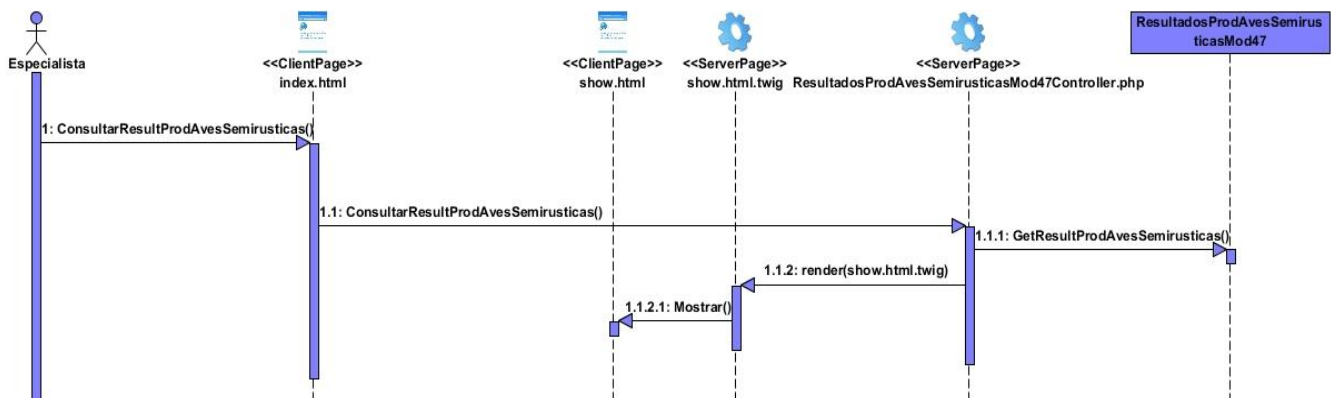 Especialista
<<ClientPage>>
index.html
<<ClientPage>>
show.html
<<ServerPage>>
show.html.twig
<<ServerPage>>
ResultadosProdAvesSemirusticasMod47Controller.php
ResultadosProdAvesSemirus
ticasMod47
1: ConsultarResultProdAvesSemirusticas()
1.1: ConsultarResultProdAvesSemirusticas()
1.1.1: GetResultProdAvesSemirusticas()
1.1.2: render(show.html.twig)
1.1.2.1: Mostrar()